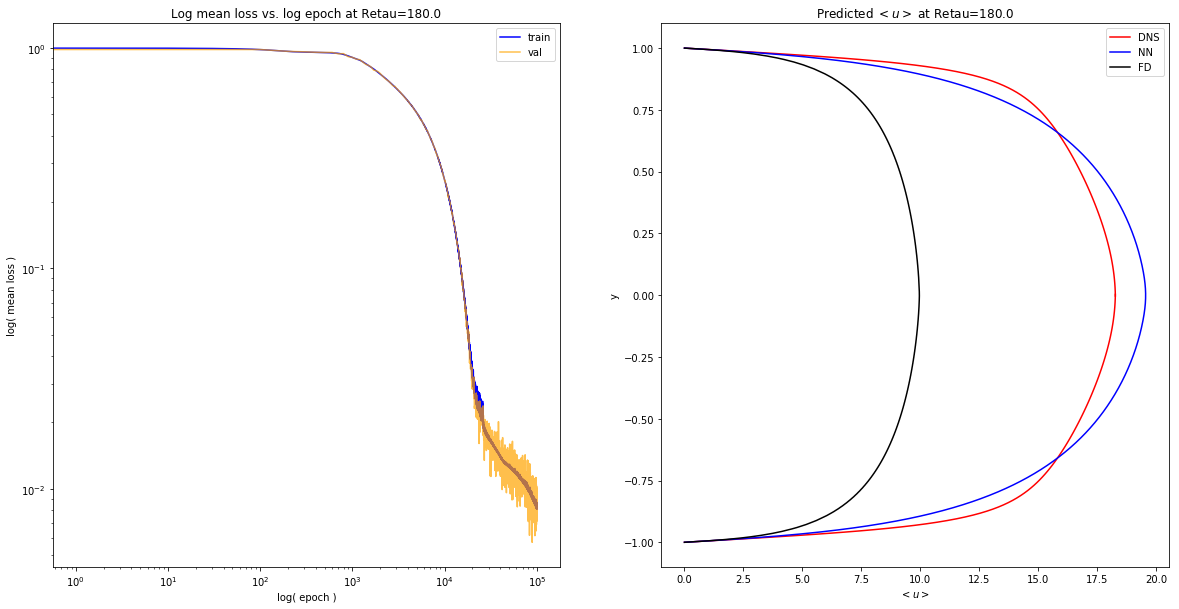 Log mean loss vs. log epoch at Retau=180.0
10⁰
10⁻¹
10⁻²
log( mean loss )
train
val
10⁰ 10¹ 10² 10³ 10⁴ 10⁵
log( epoch )
Predicted < u > at Retau=180.0
1.00
0.75
0.50
0.25
0.00
−0.25
−0.50
−0.75
−1.00
y
DNS
NN
FD
0.0 2.5 5.0 7.5 10.0 12.5 15.0 17.5 20.0
< u >